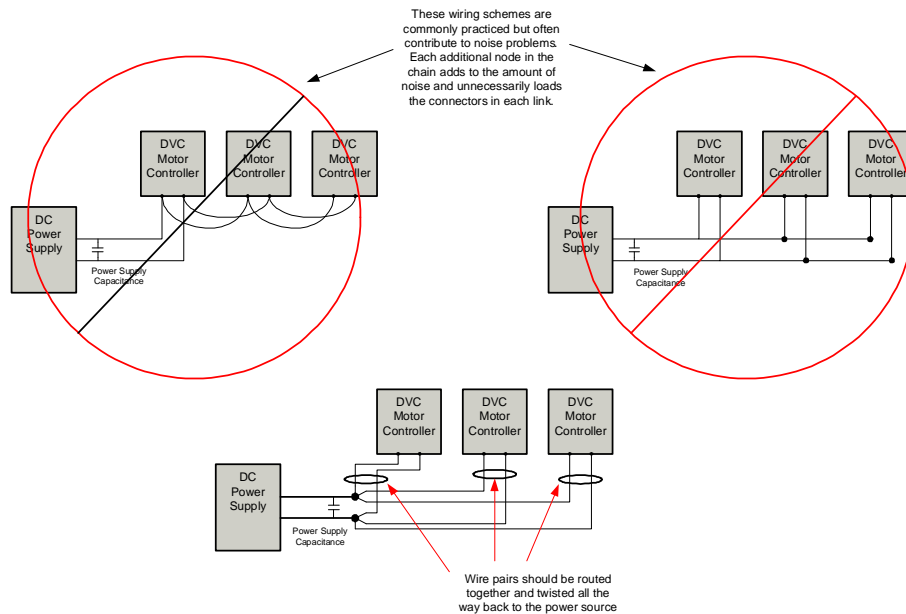 These wiring schemes are
commonly practiced but often
contribute to noise problems.
Each additional node in the
chain adds to the amount of
noise and unnecessarily loads
the connectors in each link.
DVC
Motor
Controller
DVC
Motor
Controller
DVC
Motor
Controller
DC
Power
Supply
Power Supply
Capacitance
DVC
Motor
Controller
DVC
Motor
Controller
DVC
Motor
Controller
DC
Power
Supply
Power Supply
Capacitance
DVC
Motor
Controller
DVC
Motor
Controller
DVC
Motor
Controller
DC
Power
Supply
Power Supply
Capacitance
Wire pairs should be routed
together and twisted all the
way back to the power source